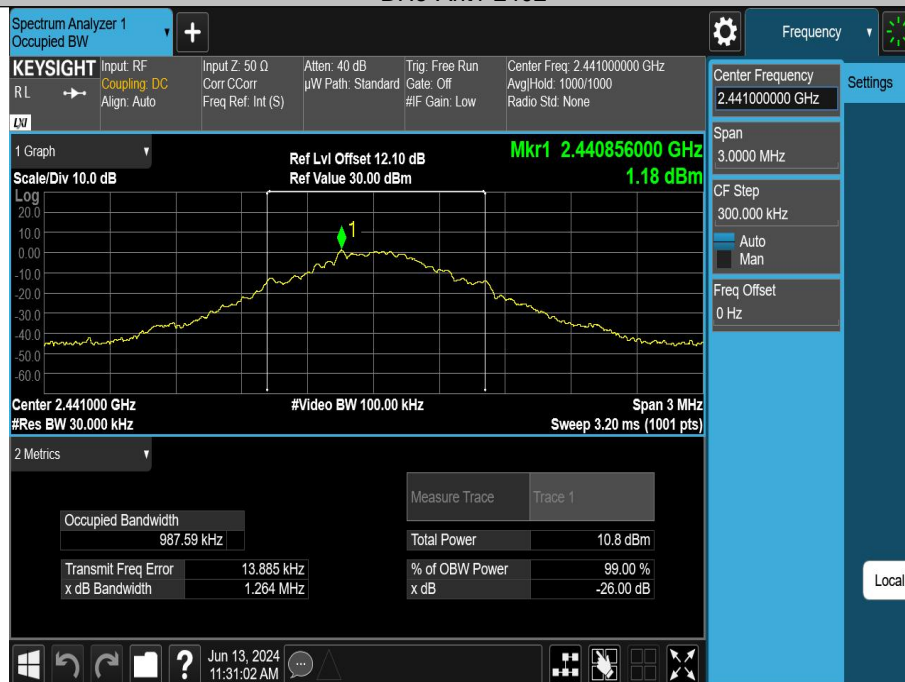 Spectrum Analyzer 1
Occupied BW
Frequency
KEYSIGHT
RL
LXI
Input: RF
Coupling: DC
Align: Auto
Input Z: 50 Ω
Corr CCorr
Freq Ref: Int (S)
Atten: 40 dB
µW Path: Standard
Trig: Free Run
Gate: Off
#IF Gain: Low
Center Freq: 2.441000000 GHz
Avg|Hold: 1000/1000
Radio Std: None
Center Frequency
2.441000000 GHz
Settings
Span
3.0000 MHz
CF Step
300.000 kHz
Auto
Man
Freq Offset
0 Hz
Local
1 Graph
Scale/Div 10.0 dB
Ref Lvl Offset 12.10 dB
Ref Value 30.00 dBm
Mkr1 2.440856000 GHz
1.18 dBm
Log
20.0
10.0
0.00
-10.0
-20.0
-30.0
-40.0
-50.0
-60.0
1
Center 2.441000 GHz
#Res BW 30.000 kHz
#Video BW 100.00 kHz
Span 3 MHz
Sweep 3.20 ms (1001 pts)
2 Metrics
Measure Trace Trace 1
Occupied Bandwidth
987.59 kHz
Total Power 10.8 dBm
Transmit Freq Error 13.885 kHz
% of OBW Power 99.00 %
x dB Bandwidth 1.264 MHz
x dB -26.00 dB
?
Jun 13, 2024
11:31:02 AM